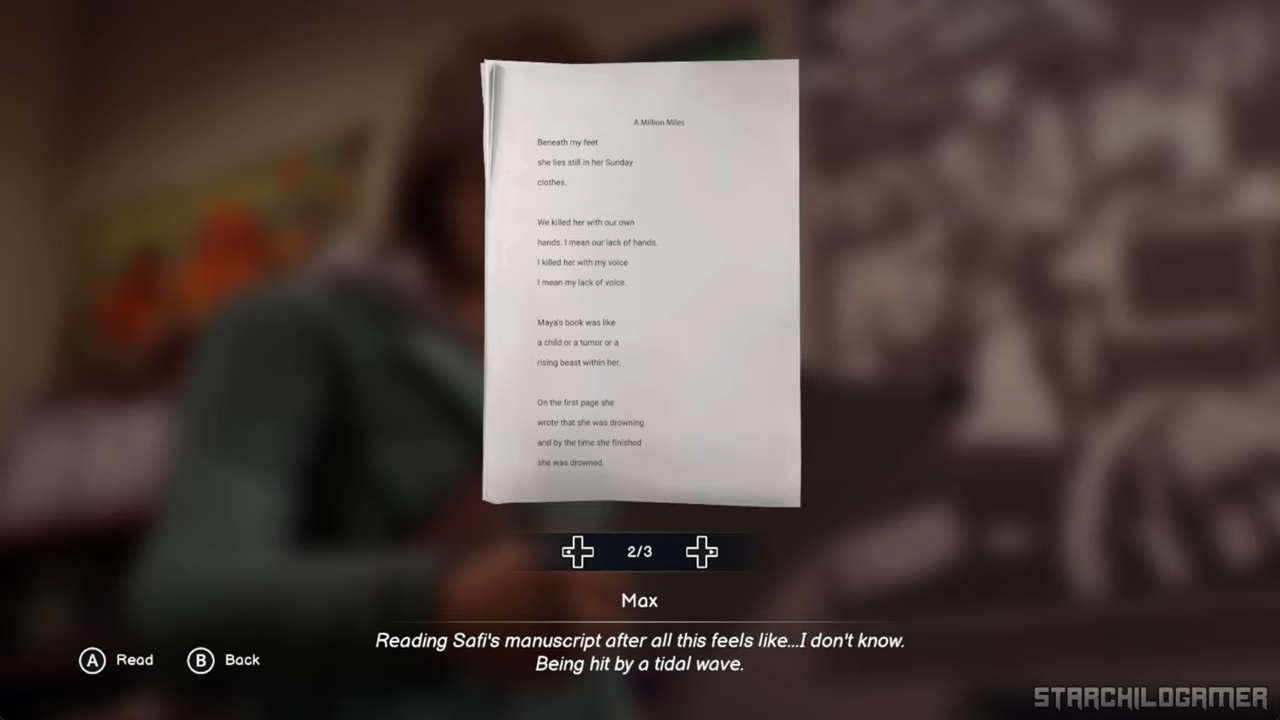 A Million Miles
Beneath my feet
she lies still in her Sunday
clothes.
We killed her with our own
hands. I mean our lack of hands.
I killed her with my voice
I mean my lack of voice.
Maya's book was like
a child or a tumor or a
rising beast within her.
On the first page she
wrote that she was drowning
and by the time she finished
she was drowned.
2/3
Max
Reading Safi's manuscript after all this feels like...I don't know.
Being hit by a tidal wave.
A Read B Back
STARCHILDGAMER